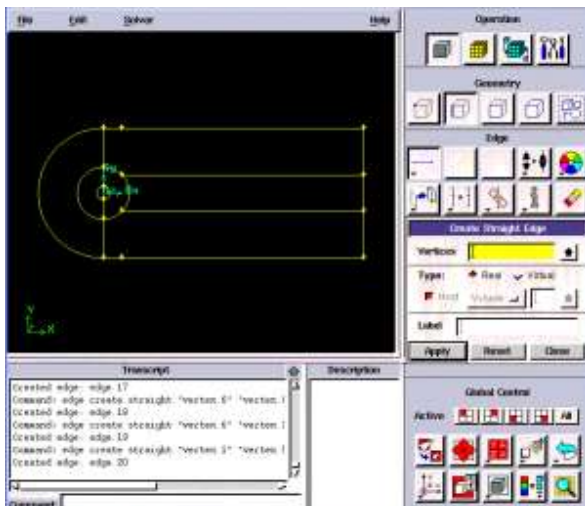 File Edit Solver Help
Operation
Geometry
Edge
Create Straight Edge
Vertices
Type: Real Virtual
Host Volume
Label
Apply Reset Close
Y
X
Transcript Description
Created edge: edge.17
Command: edge create straight "vertex.6" "vertex.
Created edge: edge.18
Command: edge create straight "vertex.6" "vertex.
Created edge: edge.19
Command: edge create straight "vertex.5" "vertex.
Created edge: edge.20
Command
Global Control
Active All